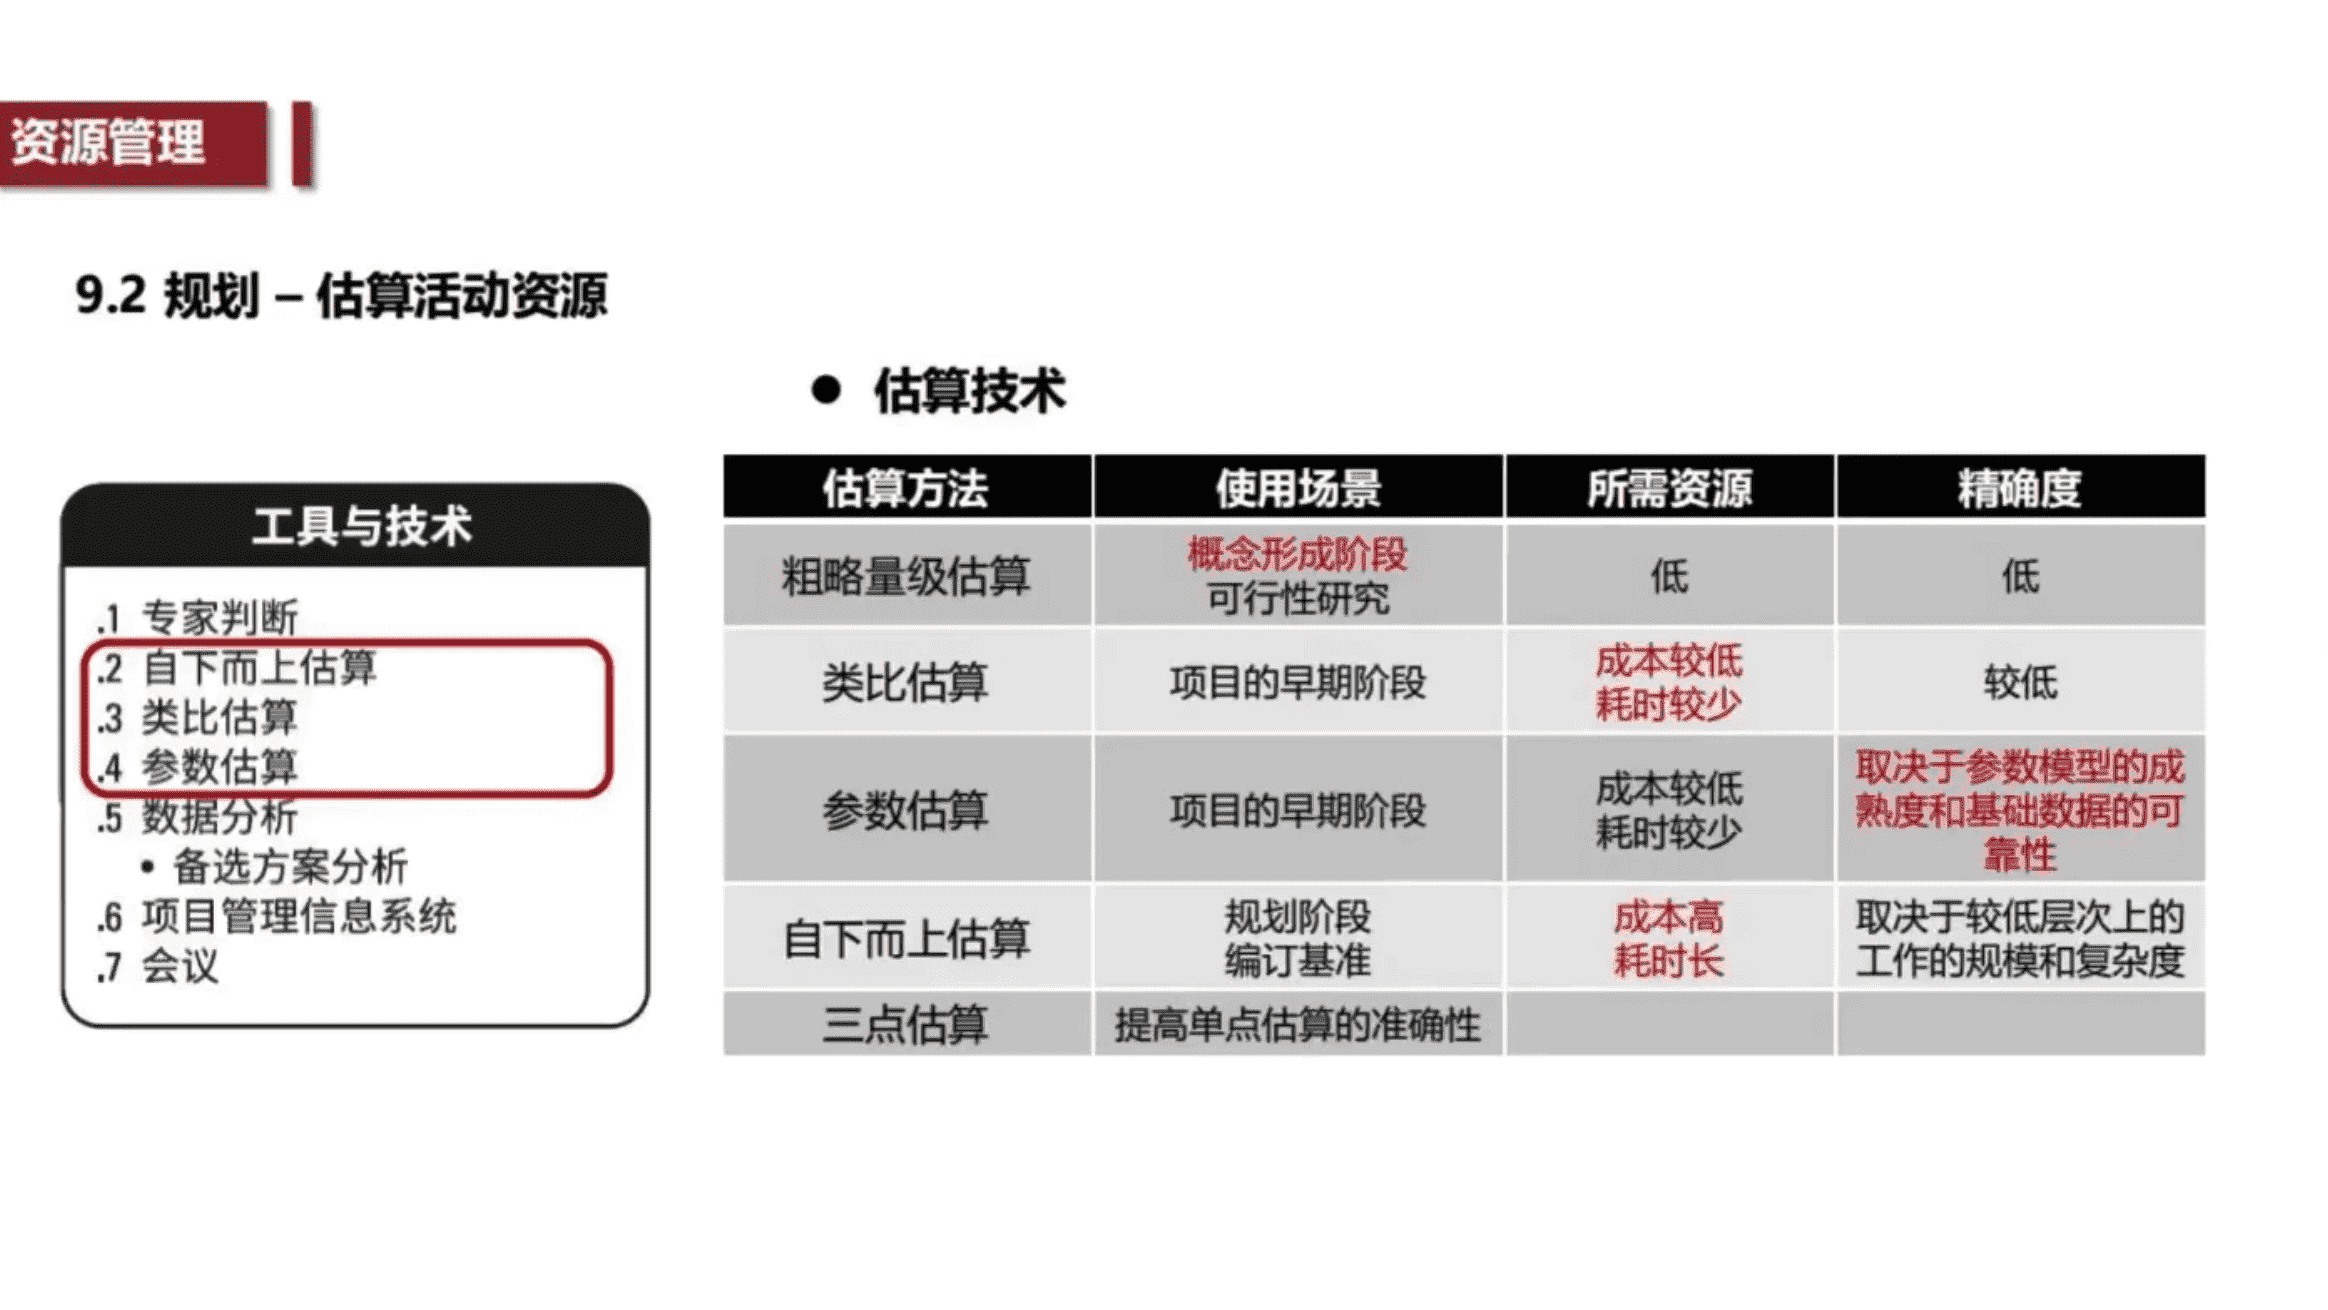 资源管理
9.2 规划 – 估算活动资源
● 估算技术
工具与技术
.1 专家判断
.2 自下而上估算
.3 类比估算
.4 参数估算
.5 数据分析
• 备选方案分析
.6 项目管理信息系统
.7 会议
估算方法 使用场景 所需资源 精确度
粗略量级估算 概念形成阶段 低 低
可行性研究
类比估算 项目的早期阶段 成本较低 较低
耗时较少
参数估算 项目的早期阶段 成本较低 取决于参数模型的成
耗时较少 熟度和基础数据的可
靠性
自下而上估算 规划阶段 成本高 取决于较低层次上的
编订基准 耗时长 工作的规模和复杂度
三点估算 提高单点估算的准确性